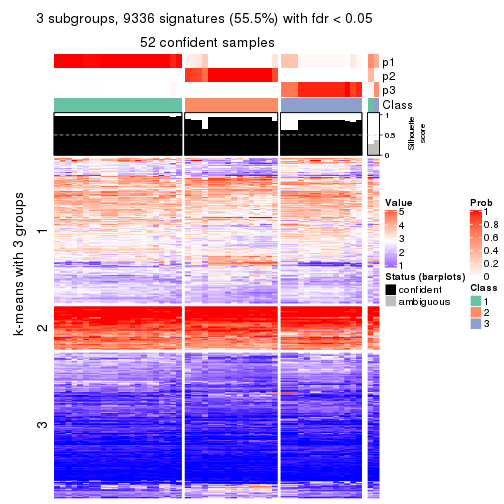 3 subgroups, 9336 signatures (55.5%) with fdr < 0.05
52 confident samples
p1
p2
p3
Class
1
0.5
0
Silhouette
score
k-means with 3 groups
1
2
3
Value
5
4
3
2
1
Status (barplots)
confident
ambiguous
Prob
1
0.8
0.6
0.4
0.2
0
Class
1
2
3